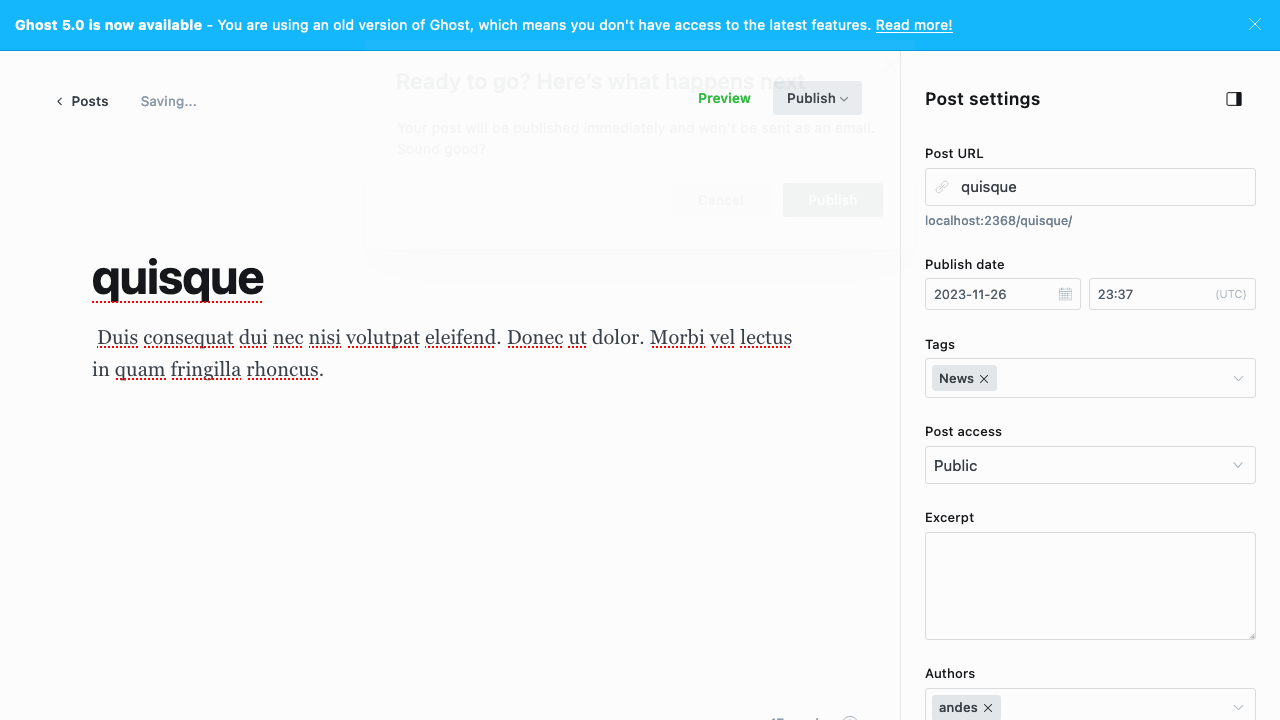 Ghost 5.0 is now available - You are using an old version of Ghost, which means you don't have access to the latest features. Read more!
Posts
Saving...
Ready to go? Here's what happens next
Preview
Publish
Your post will be published immediately and won't be sent as an email.
Sound good?
Cancel
Publish
quisque
Duis consequat dui nec nisi volutpat eleifend. Donec ut dolor. Morbi vel lectus
in quam fringilla rhoncus.
Post settings
Post URL
quisque
localhost:2368/quisque/
Publish date
2023-11-26
23:37
(UTC)
Tags
News
Post access
Public
Excerpt
Authors
andes